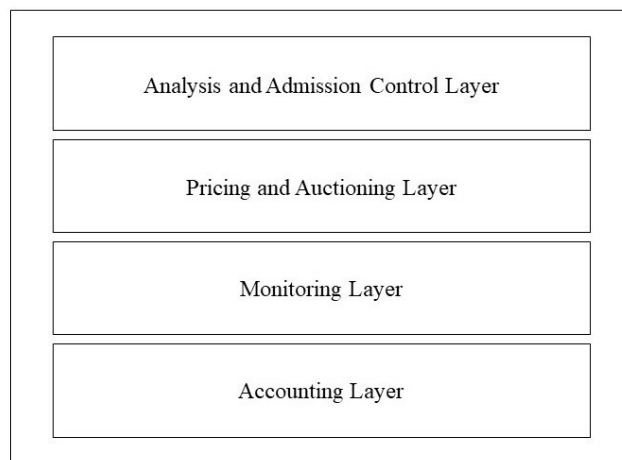 Analysis and Admission Control Layer
Pricing and Auctioning Layer
Monitoring Layer
Accounting Layer